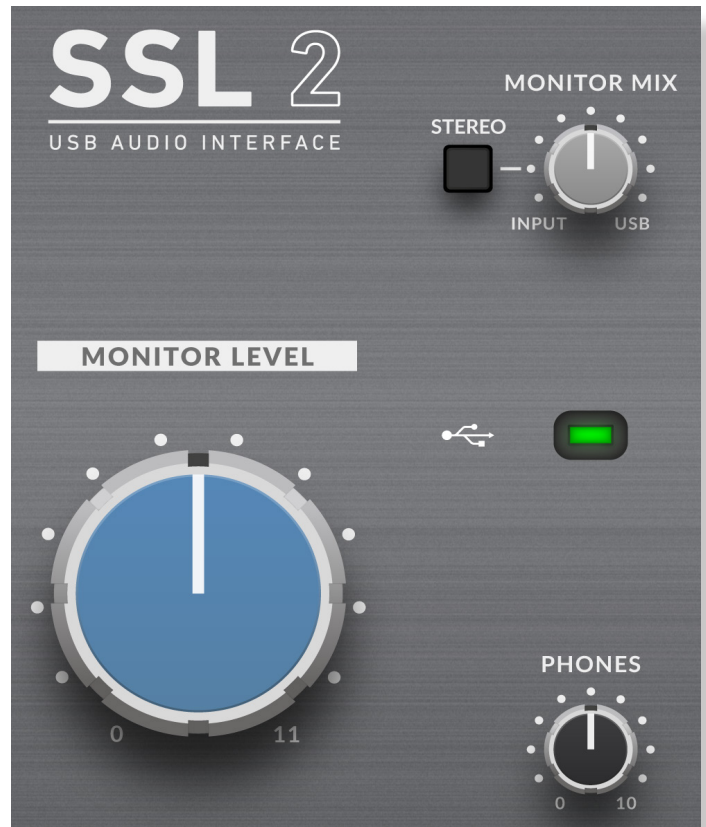 SSL 2
USB AUDIO INTERFACE
MONITOR MIX
STEREO
INPUT USB
MONITOR LEVEL
0 11
PHONES
0 10